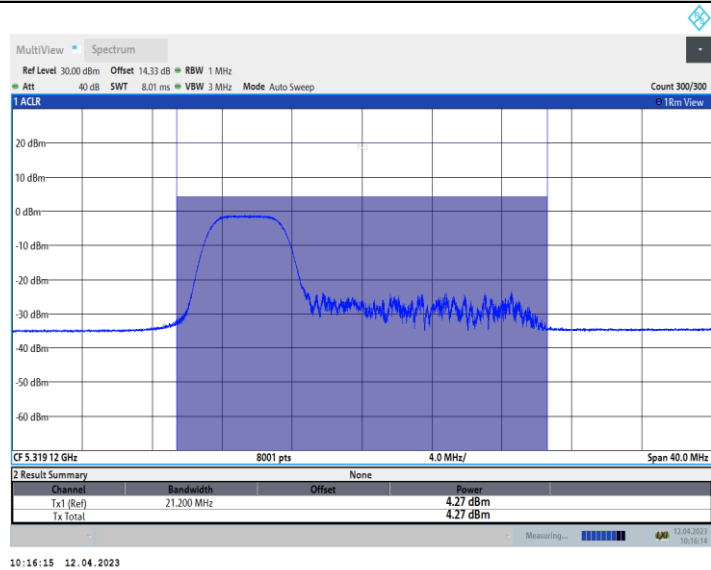 MultiView Spectrum
Ref Level 30.00 dBm Offset 14.33 dB RBW 1 MHz
Att 40 dB SWT 8.01 ms VBW 3 MHz Mode Auto Sweep Count 300/300
1 ACLR 1Rm View
20 dBm
10 dBm
0 dBm
-10 dBm
-20 dBm
-30 dBm
-40 dBm
-50 dBm
-60 dBm
CF 5.31912 GHz 8001 pts 4.0 MHz/ Span 40.0 MHz
2 Result Summary None
Channel Bandwidth Offset Power
Tx1 (Ref) 21.200 MHz 4.27 dBm
Tx Total 4.27 dBm
Measuring... 12.04.2023
10:16:14
10:16:15 12.04.2023